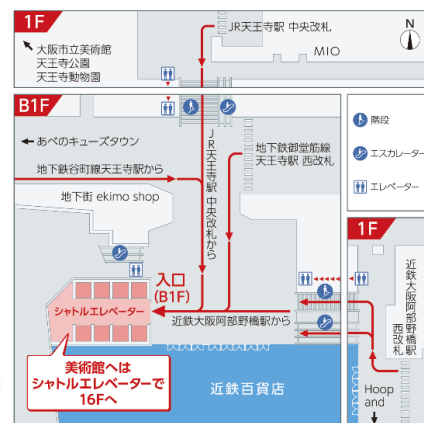 1F
JR天王寺駅 中央改札
N
大阪市立美術館
天王寺公園
天王寺動物園
MIO
B1F
あべのキューズタウン
地下鉄御堂筋線
天王寺駅 西改札
地下鉄谷町線天王寺駅から
地下街 ekimo shop
JR天王寺駅 中央改札から
階段
エスカレーター
エレベーター
1F
入口
(B1F)
シャトルエレベーター
近鉄大阪阿部野橋駅から
近鉄大阪阿部野橋駅
西改札
美術館へは
シャトルエレベーターで
16Fへ
近鉄百貨店
Hoop
and